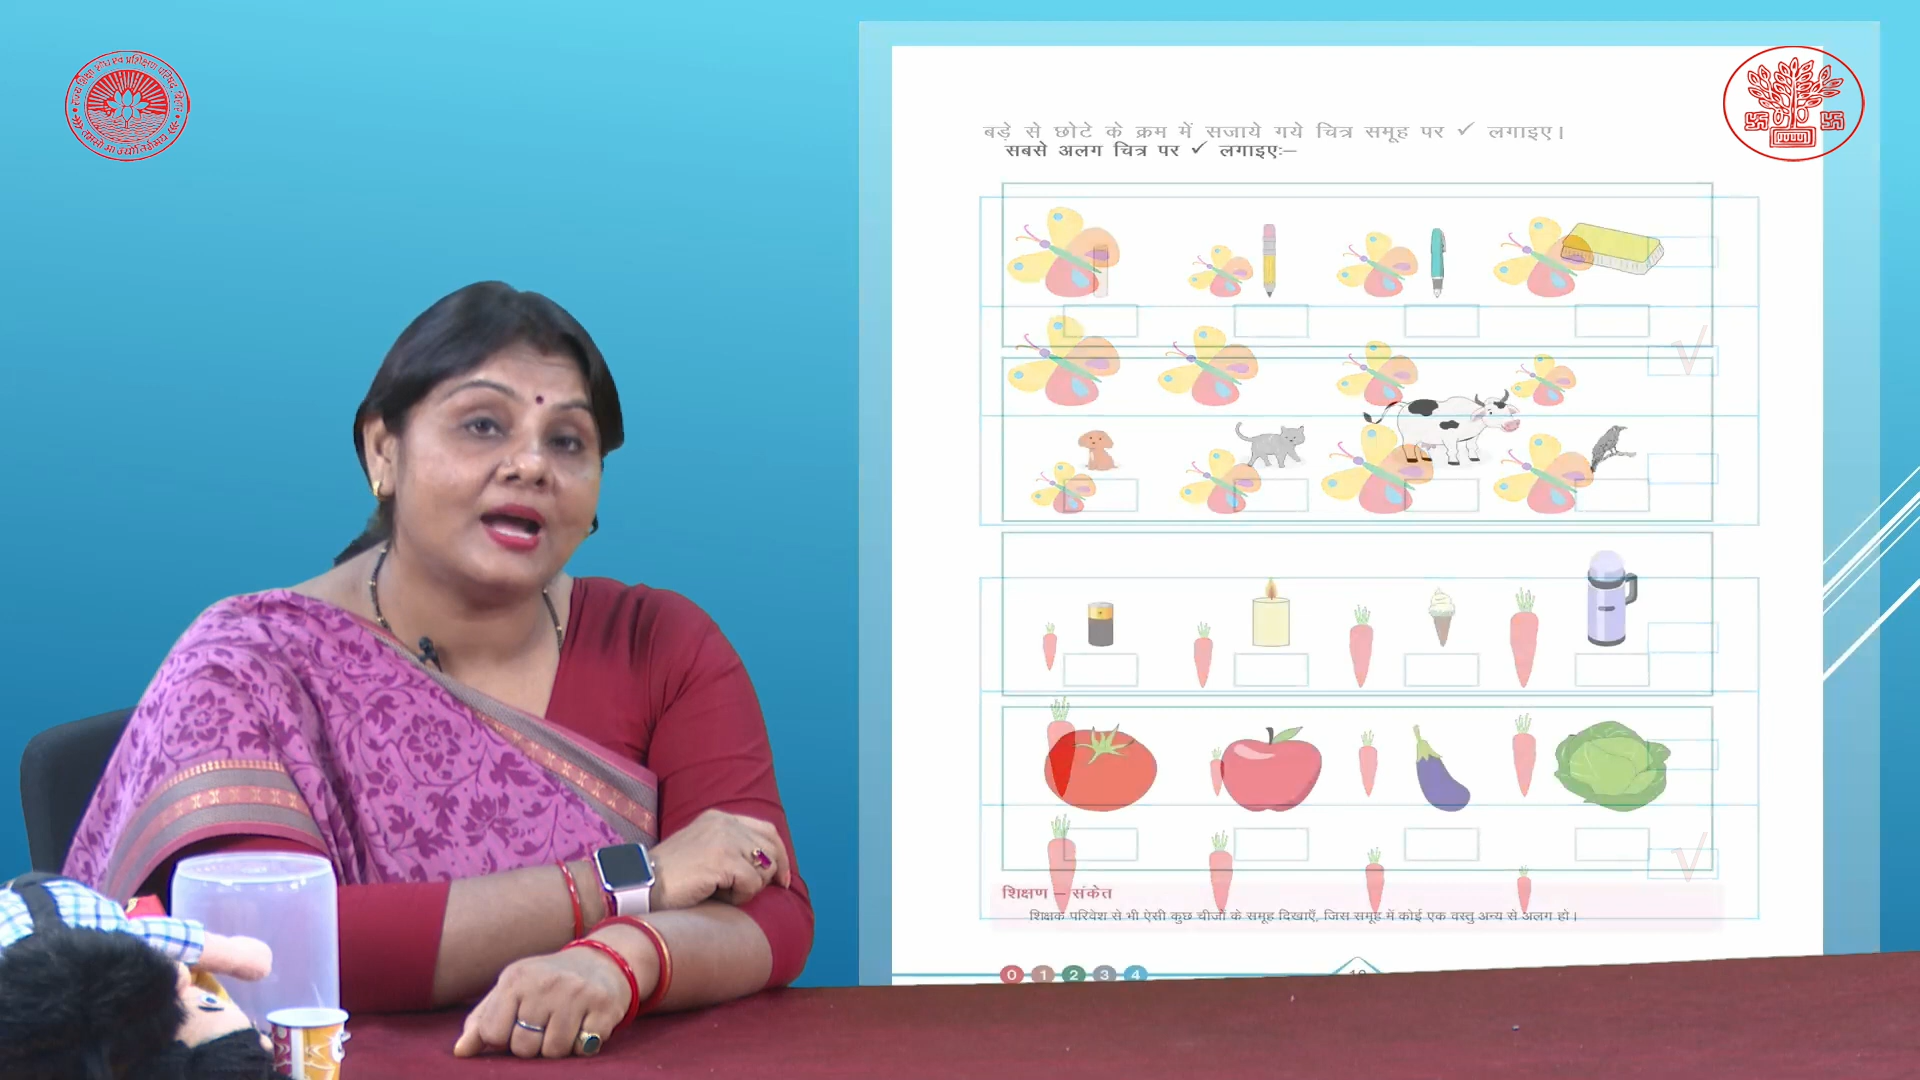 बड़े से छोटे के क्रम में सजाये गये चित्र समूह पर ✓ लगाइए।
सबसे अलग चित्र पर ✓ लगाइए:–
शिक्षण – संकेत
शिक्षक परिवेश से भी ऐसी कुछ चीजों के समूह दिखाएँ, जिस समूह में कोई एक वस्तु अन्य से अलग हो।
0 1 2 3 4